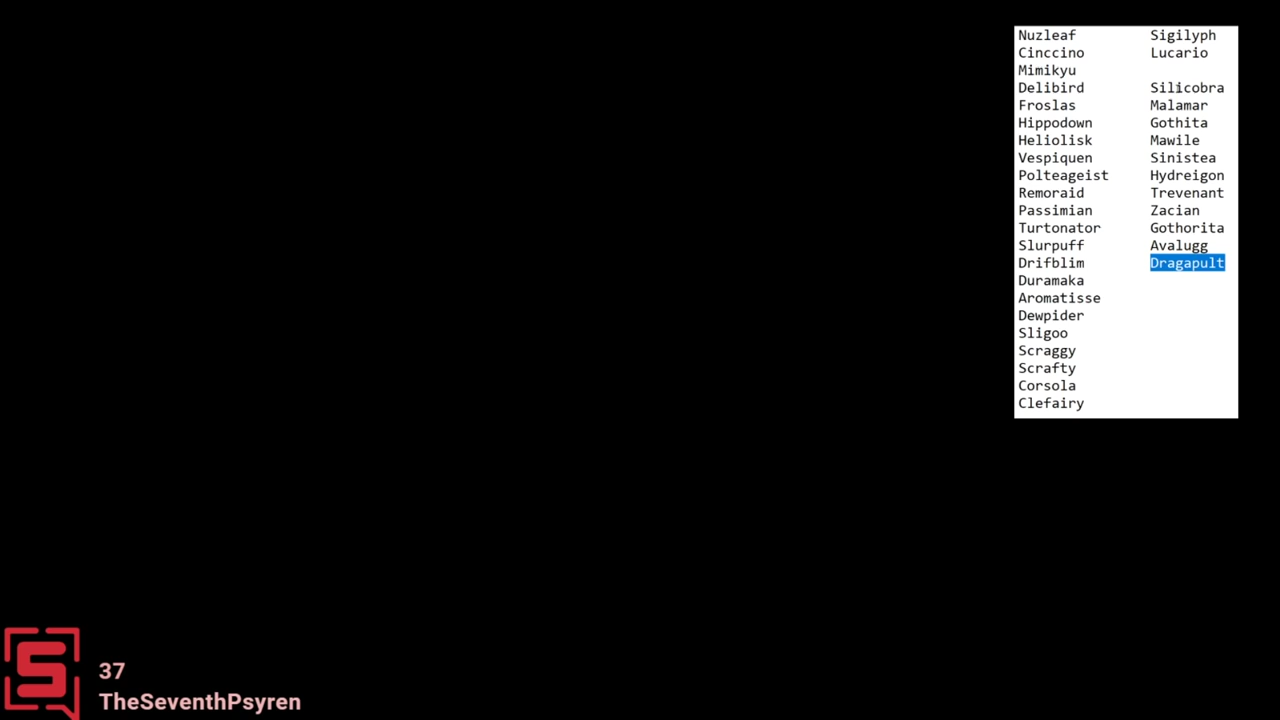 Nuzleaf Sigilyph
Cinccino Lucario
Mimikyu
Delibird Silicobra
Froslas Malamar
Hippodown Gothita
Heliolisk Mawile
Vespiquen Sinistea
Polteageist Hydreigon
Remoraid Trevenant
Passimian Zacian
Turtonator Gothorita
Slurpuff Avalugg
Drifblim Dragapult
Duramaka
Aromatisse
Dewpider
Sligoo
Scraggy
Scrafty
Corsola
Clefairy
S
37
TheSeventhPsyren